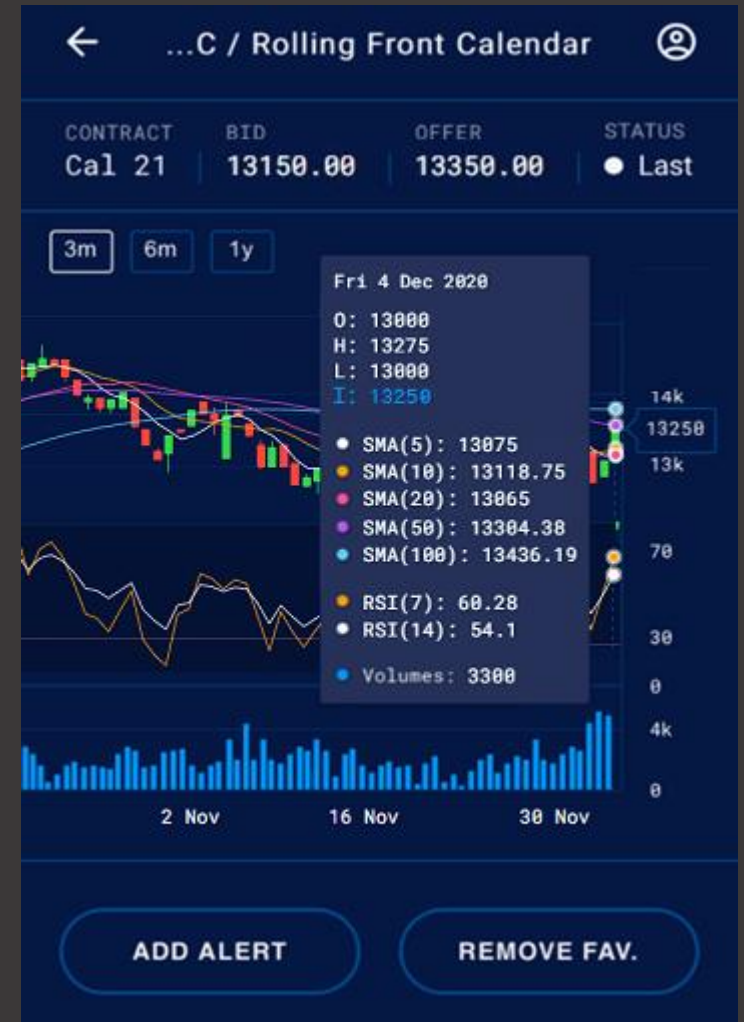 ...C / Rolling Front Calendar
CONTRACT BID OFFER STATUS
Cal 21 13150.00 13350.00 Last
3m 6m 1y
Fri 4 Dec 2020
O: 13000
H: 13275
L: 13000
I: 13250
SMA(5): 13075
SMA(10): 13118.75
SMA(20): 13065
SMA(50): 13304.38
SMA(100): 13436.19
RSI(7): 60.28
RSI(14): 54.1
Volumes: 3300
14k
13250
13k
70
30
0
4k
0
2 Nov 16 Nov 30 Nov
ADD ALERT REMOVE FAV.